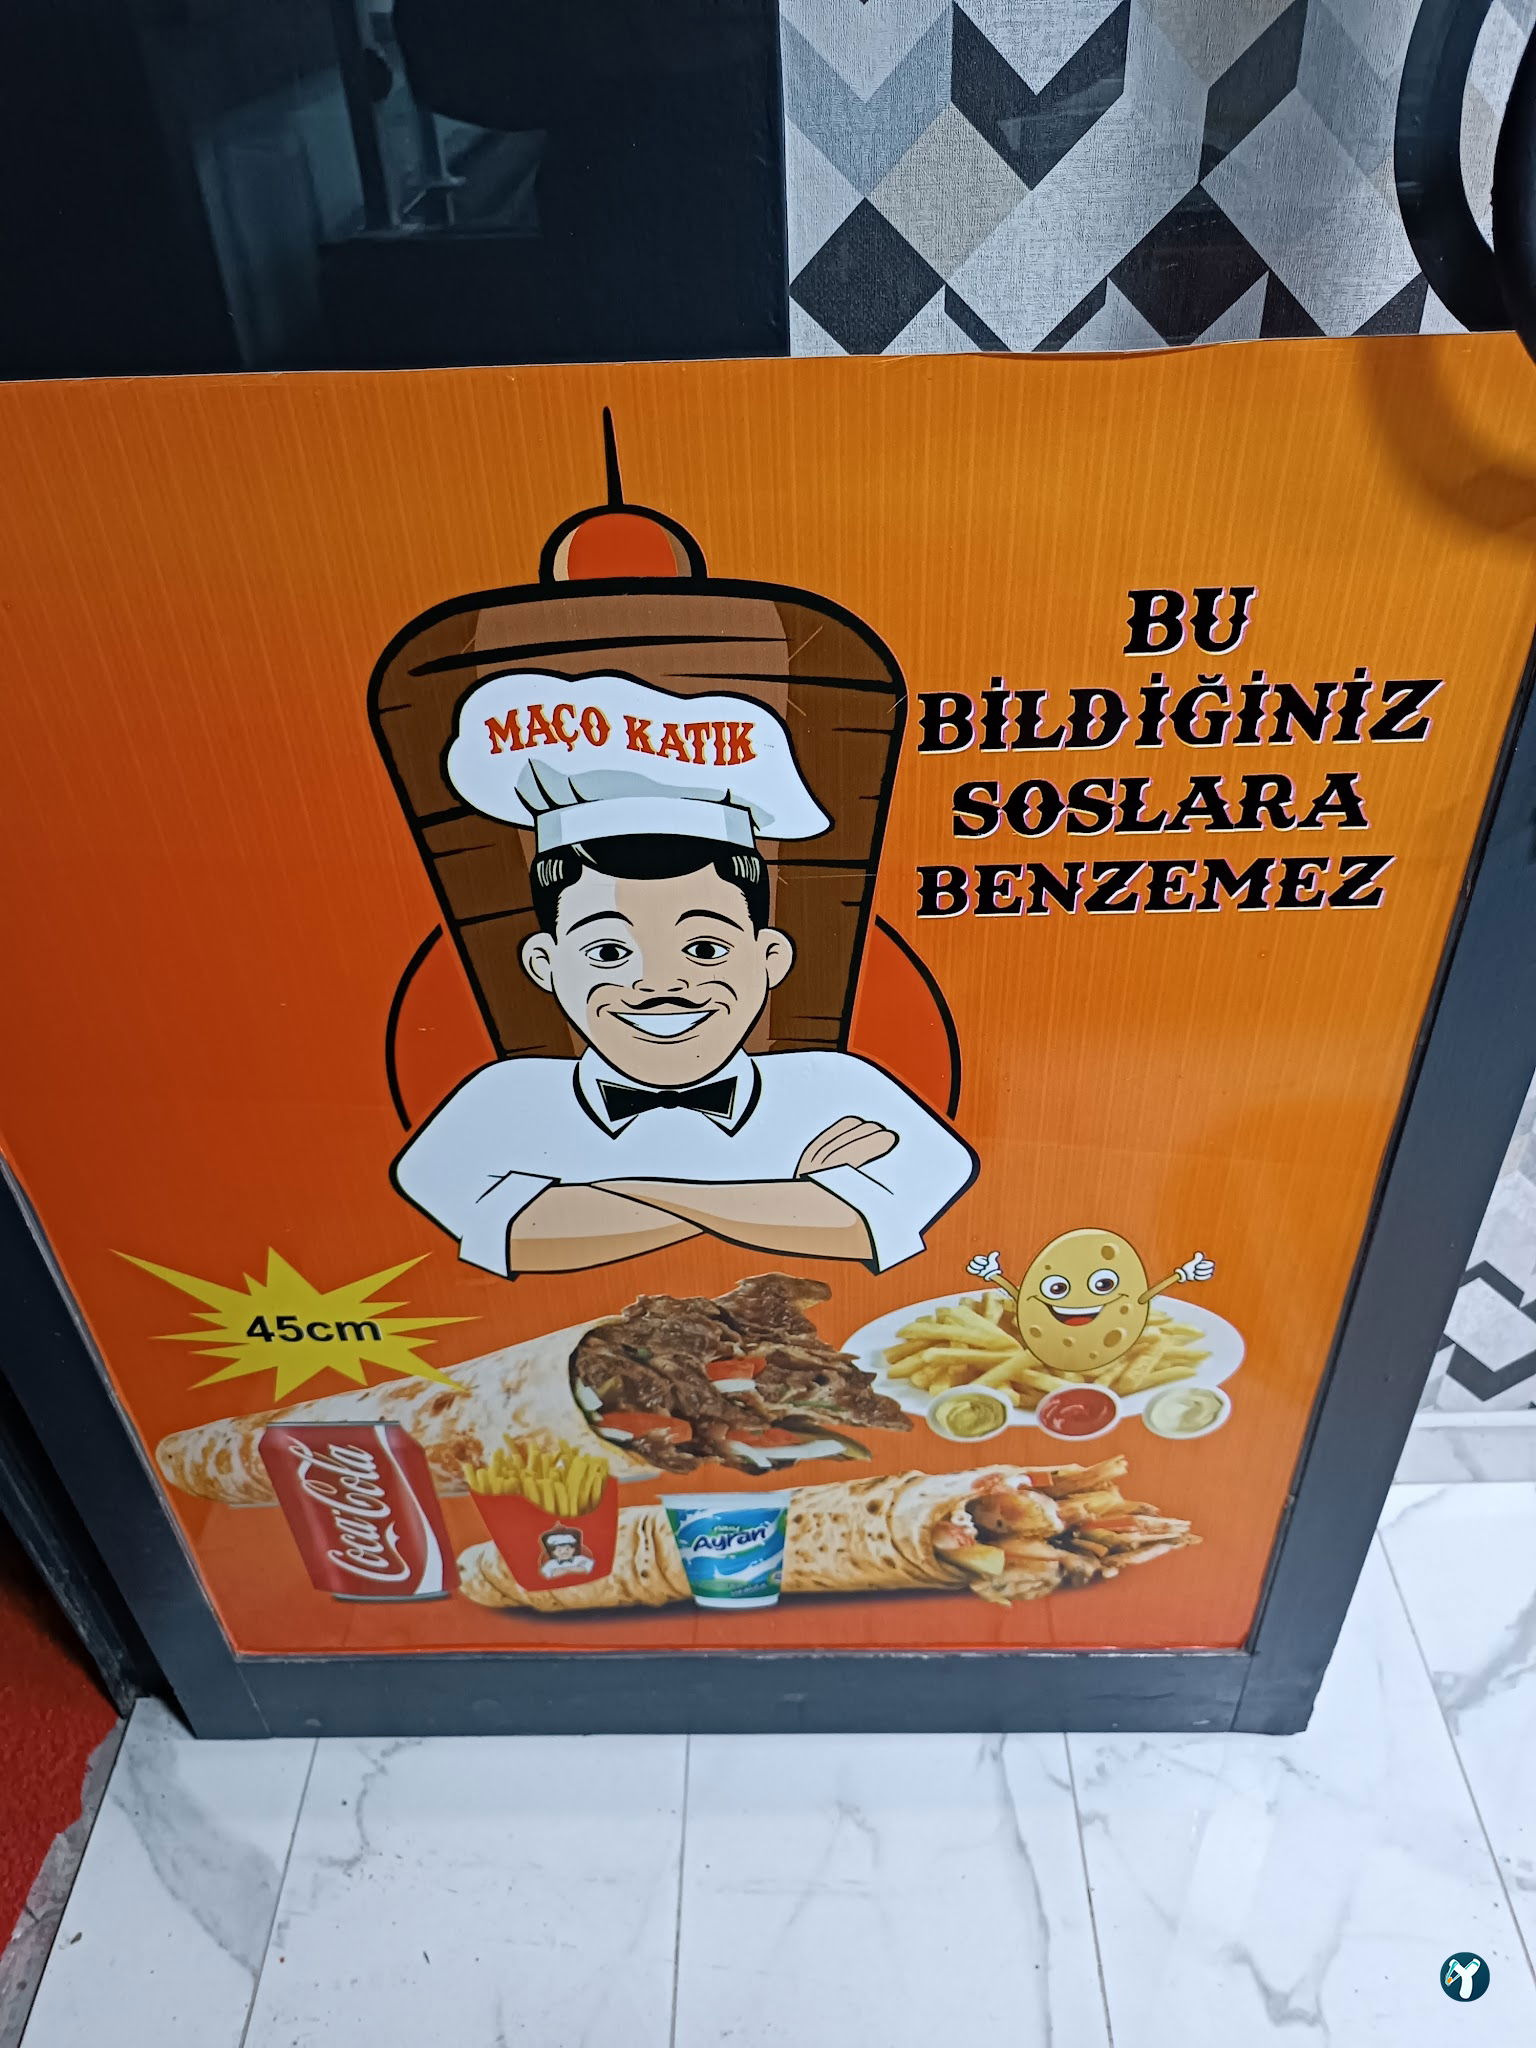 MAÇO KATIK
BU
BİLDİĞİNİZ
SOSLARA
BENZEMEZ
45cm
Coca-Cola
Ayran